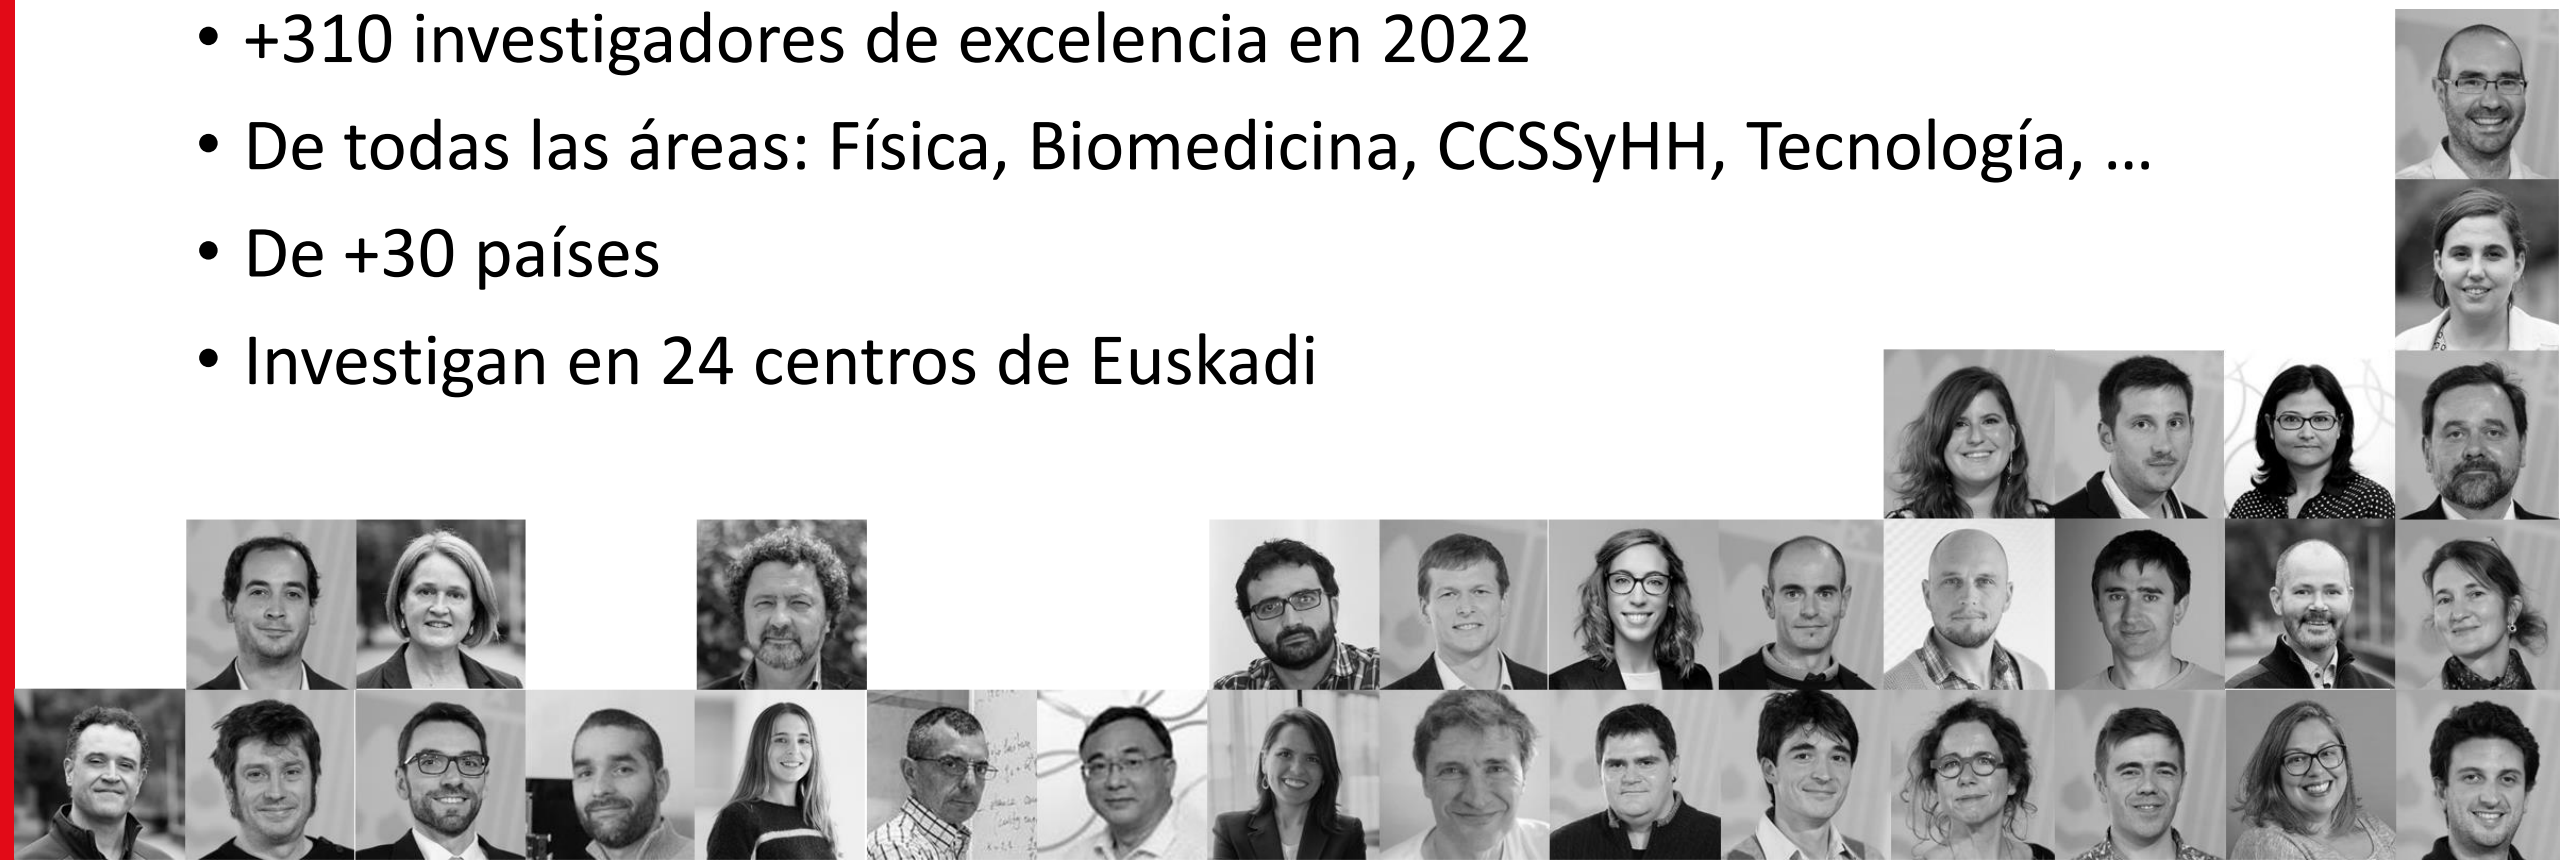 • +310 investigadores de excelencia en 2022
• De todas las áreas: Física, Biomedicina, CCSSyHH, Tecnología, ...
• De +30 países
• Investigan en 24 centros de Euskadi